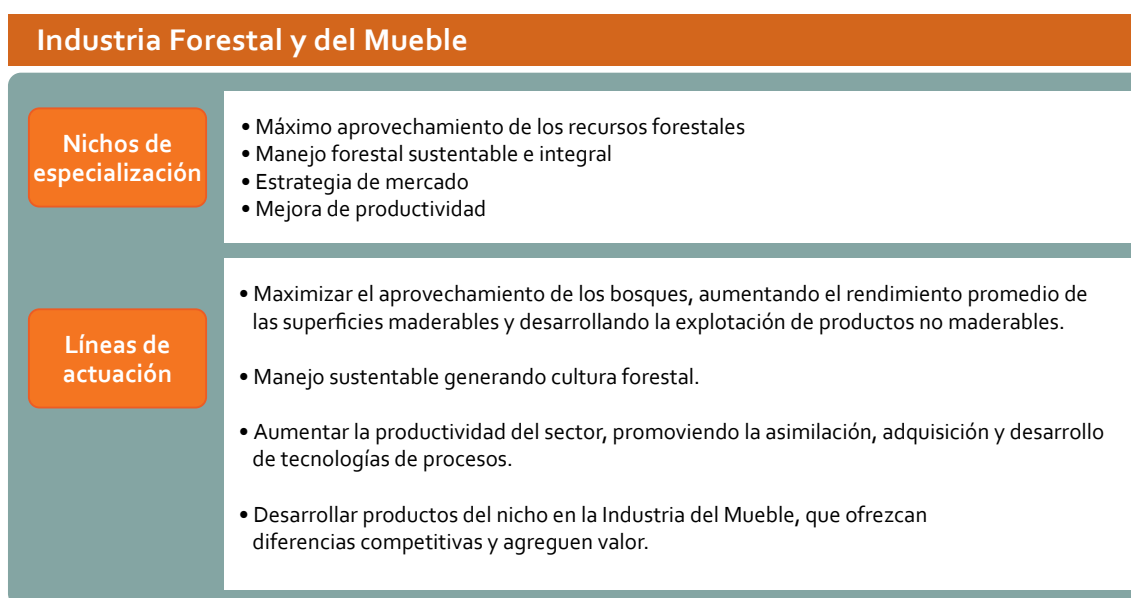 Industria Forestal y del Mueble
Nichos de
especialización
• Máximo aprovechamiento de los recursos forestales
• Manejo forestal sustentable e integral
• Estrategia de mercado
• Mejora de productividad
Líneas de
actuación
• Maximizar el aprovechamiento de los bosques, aumentando el rendimiento promedio de
las superficies maderables y desarrollando la explotación de productos no maderables.
• Manejo sustentable generando cultura forestal.
• Aumentar la productividad del sector, promoviendo la asimilación, adquisición y desarrollo
de tecnologías de procesos.
• Desarrollar productos del nicho en la Industria del Mueble, que ofrezcan
diferencias competitivas y agreguen valor.